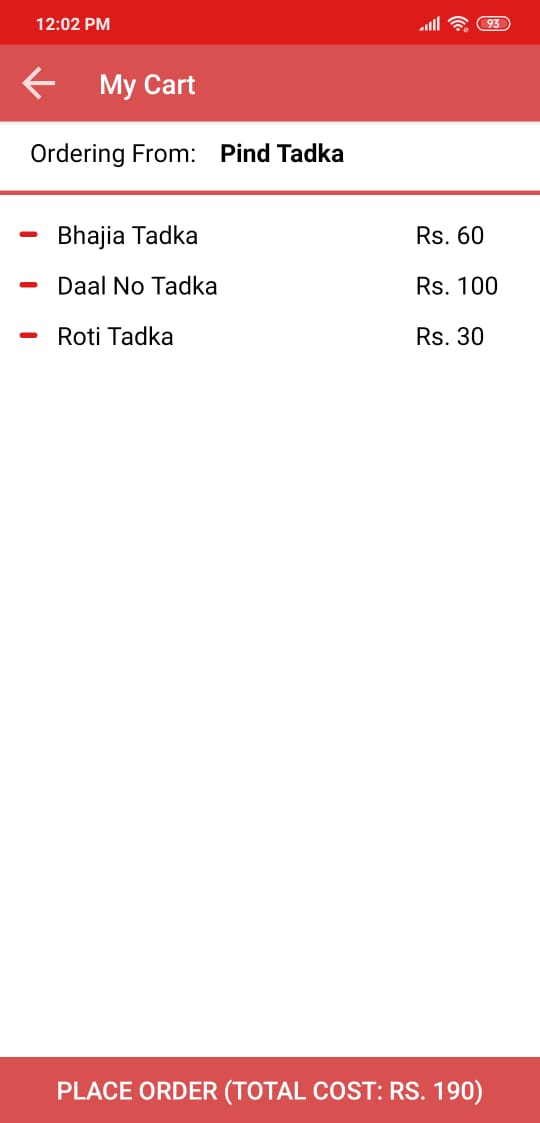 12:02 PM 93
My Cart
Ordering From: Pind Tadka
Bhajia Tadka Rs. 60
Daal No Tadka Rs. 100
Roti Tadka Rs. 30
PLACE ORDER (TOTAL COST: RS. 190)